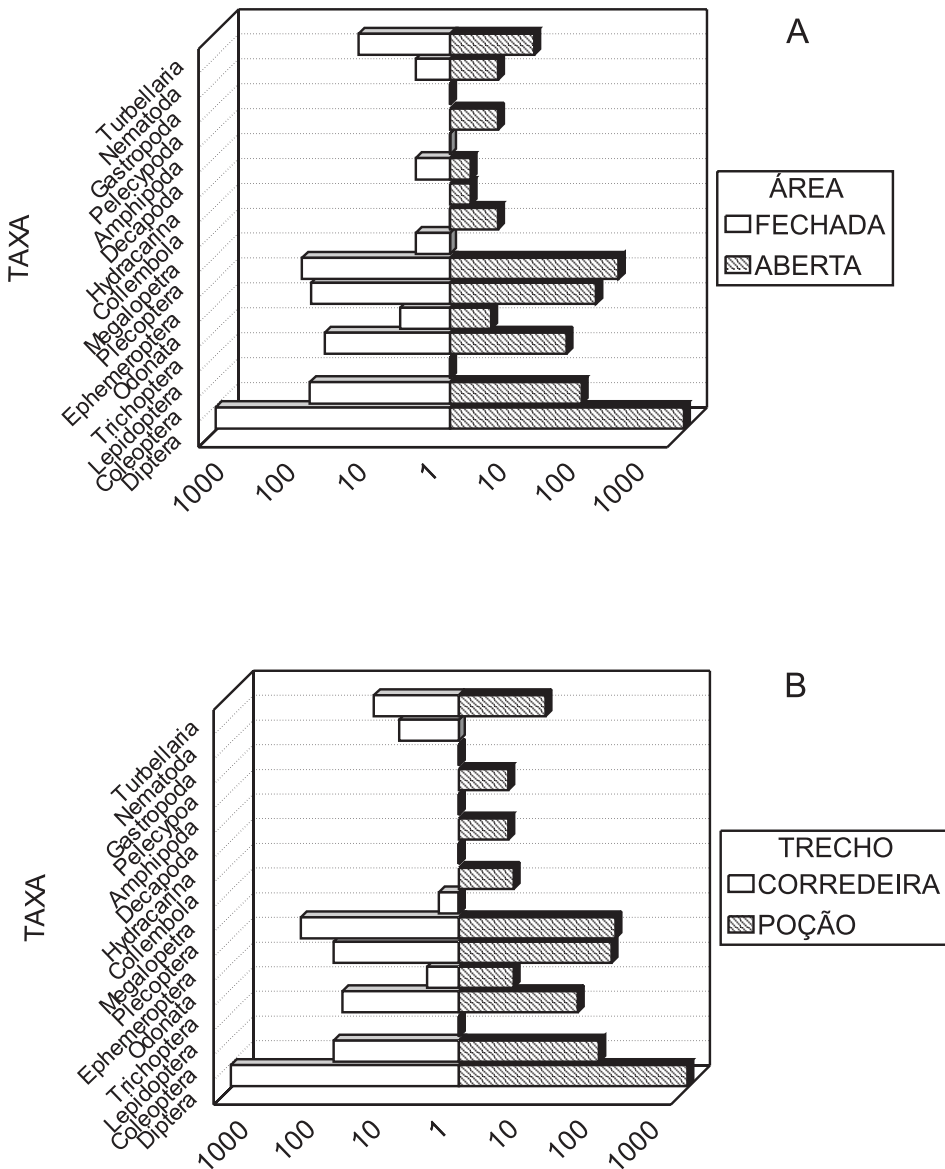 A
TAXA
Turbellaria
Nematoda
Gastropoda
Pelecypoda
Amphipoda
Decapoda
Hydracarina
Collembola
Megalopetra
Plecoptera
Ephemeroptera
Odonata
Trichoptera
Lepidoptera
Coleoptera
Diptera
1000 100 10 1 10 100 1000
ÁREA
FECHADA
ABERTA
B
TAXA
Turbellaria
Nematoda
Gastropoda
Pelecypoa
Amphipoda
Decapoda
Hydracarina
Collembola
Megalopetra
Plecoptera
Ephemeroptera
Odonata
Trichoptera
Lepidoptera
Coleoptera
Diptera
1000 100 10 1 10 100 1000
TRECHO
CORREDEIRA
POÇÃO